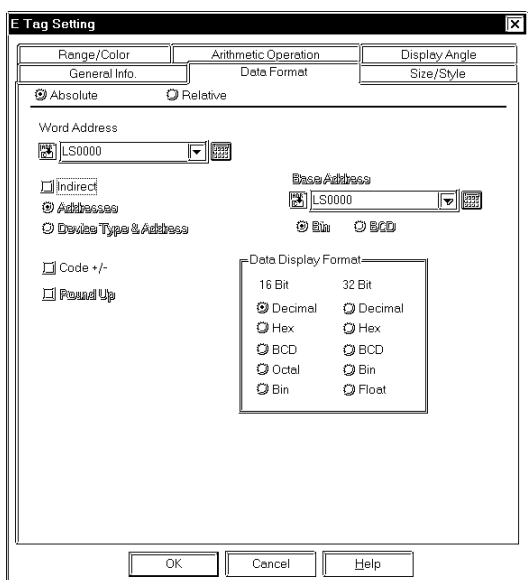 E Tag Setting
Range/Color Arithmetic Operation Display Angle
General Info. Data Format Size/Style
Absolute Relative
Word Address
LS0000
Indirect Base Address
Addresses LS0000
Device Type & Address Bin BCD
Code +/- Data Display Format
Round Up 16 Bit 32 Bit
Decimal Decimal
Hex Hex
BCD BCD
Octal Bin
Bin Float
OK Cancel Help